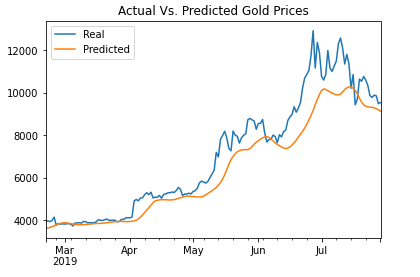 Actual Vs. Predicted Gold Prices
Real
Predicted
12000
10000
8000
6000
4000
Mar
2019
Apr
May
Jun
Jul